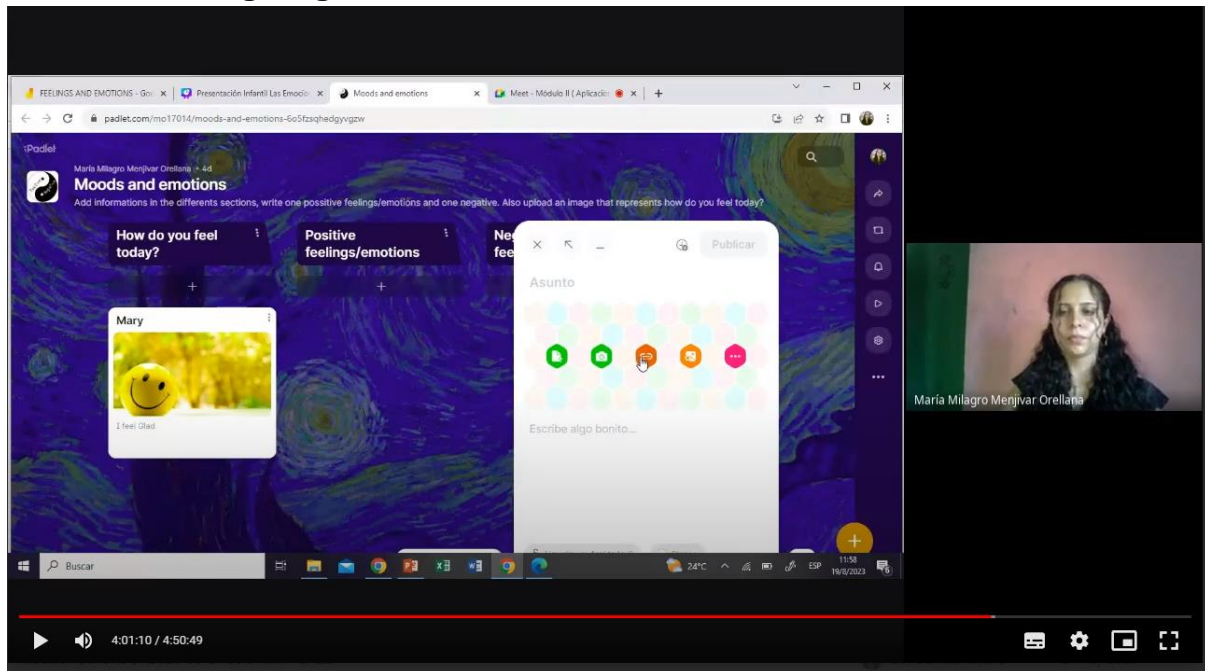 FEELINGS AND EMOTIONS - Go
Presentación Infantil Las Emocio
Moods and emotions
Meet - Módulo II ( Aplicacion
padlet.com/mo17014/moods-and-emotions-6o5fzsqhedgyvgzw
:Padlet
María Milagro Menjivar Orellana • 4d
Moods and emotions
Add informations in the differents sections, write one possitive feelings/emotions and one negative. Also upload an image that represents how do you feel today?
How do you feel
today?
Positive
feelings/emotions
Neg
fee
Publicar
Asunto
Mary
I feel Glad
Escribe algo bonito...
María Milagro Menjivar Orellana
Buscar
24°C
ESP
11:58
19/8/2023
4:01:10 / 4:50:49